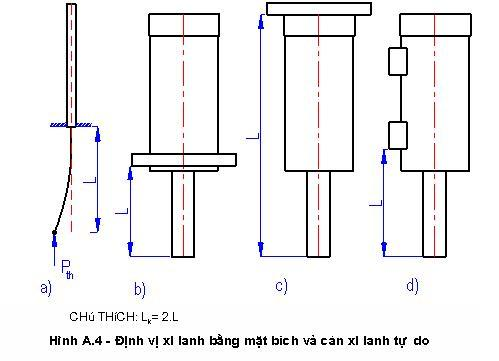 L
L
L
L
P
th
a)
b)
c)
d)
CHú THíCH: Lk= 2.L
Hình A.4 - Định vị xi lanh bằng mặt bích và cán xi lanh tự do